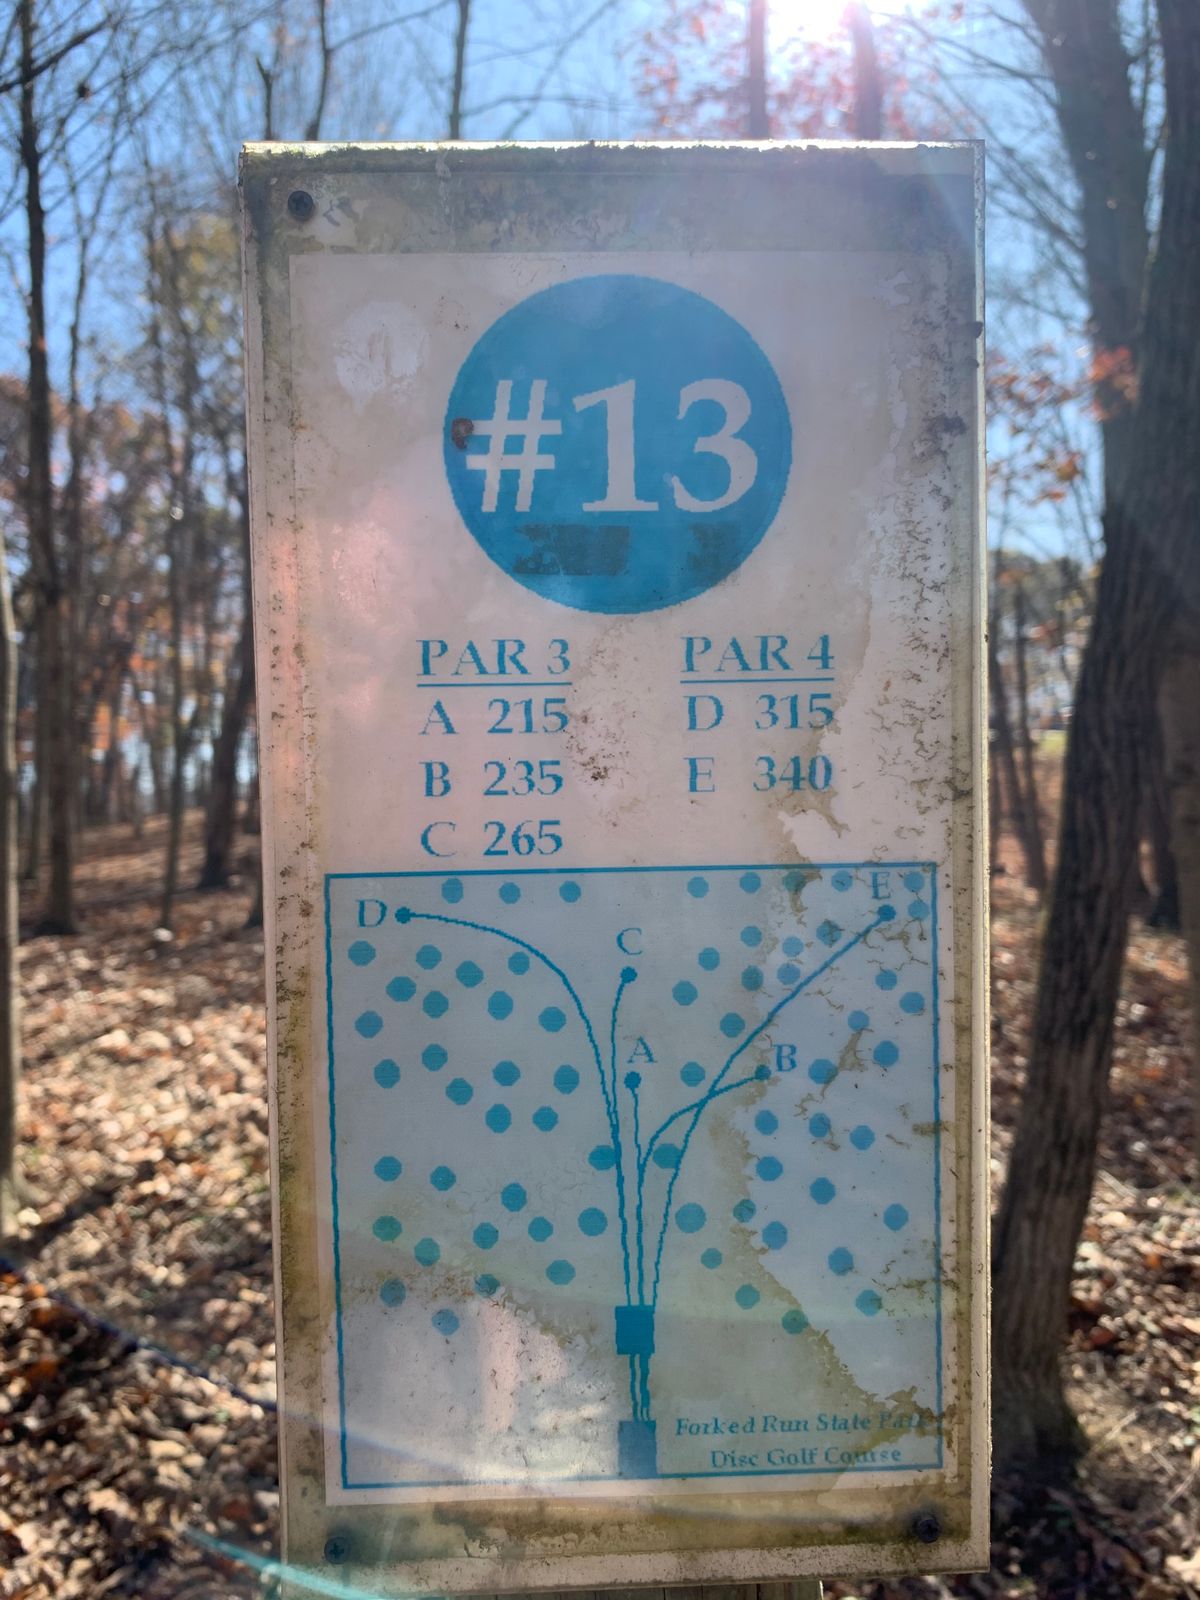 #13
PAR 3 PAR 4
A 215 D 315
B 235 E 340
C 265
D
E
C
A
B
Forked Run State Park
Disc Golf Course